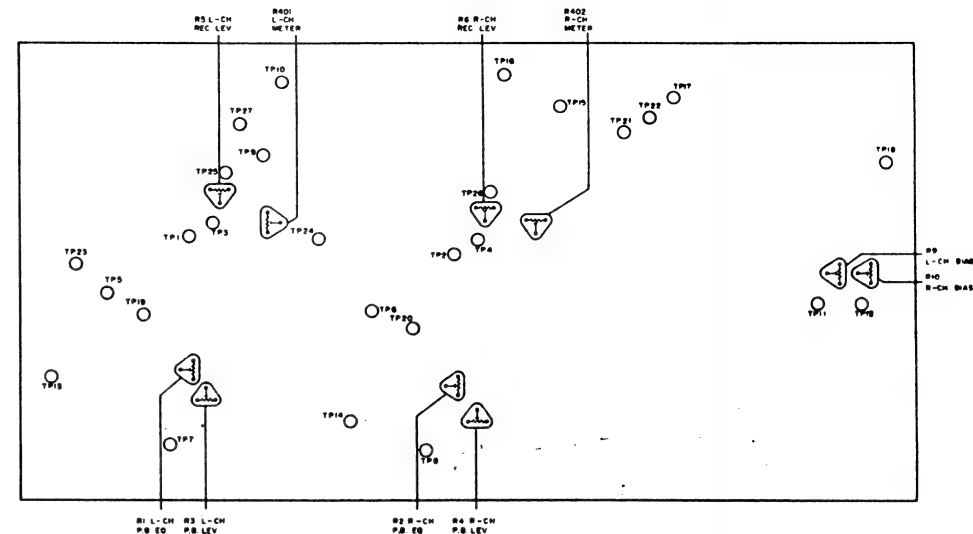 R5 L-CH
REC LEV
R401
L-CH
METER
R6 R-CH
REC LEV
R402
R-CH
METER
TP10
TP16
TP17
TP15
TP22
TP27
TP21
TP9
TP18
TP25
TP26
TP3
TP1
TP24
TP4
TP2
TP23
R9
L-CH BIAS
R10
R-CH BIAS
TP5
TP19
TP6
TP20
TP11
TP12
TP13
TP14
TP7
TP8
R1 L-CH
P.B. EQ
R3 L-CH
P.B. LEV
R2 R-CH
P.B. EQ
R4 R-CH
P.B. LEV